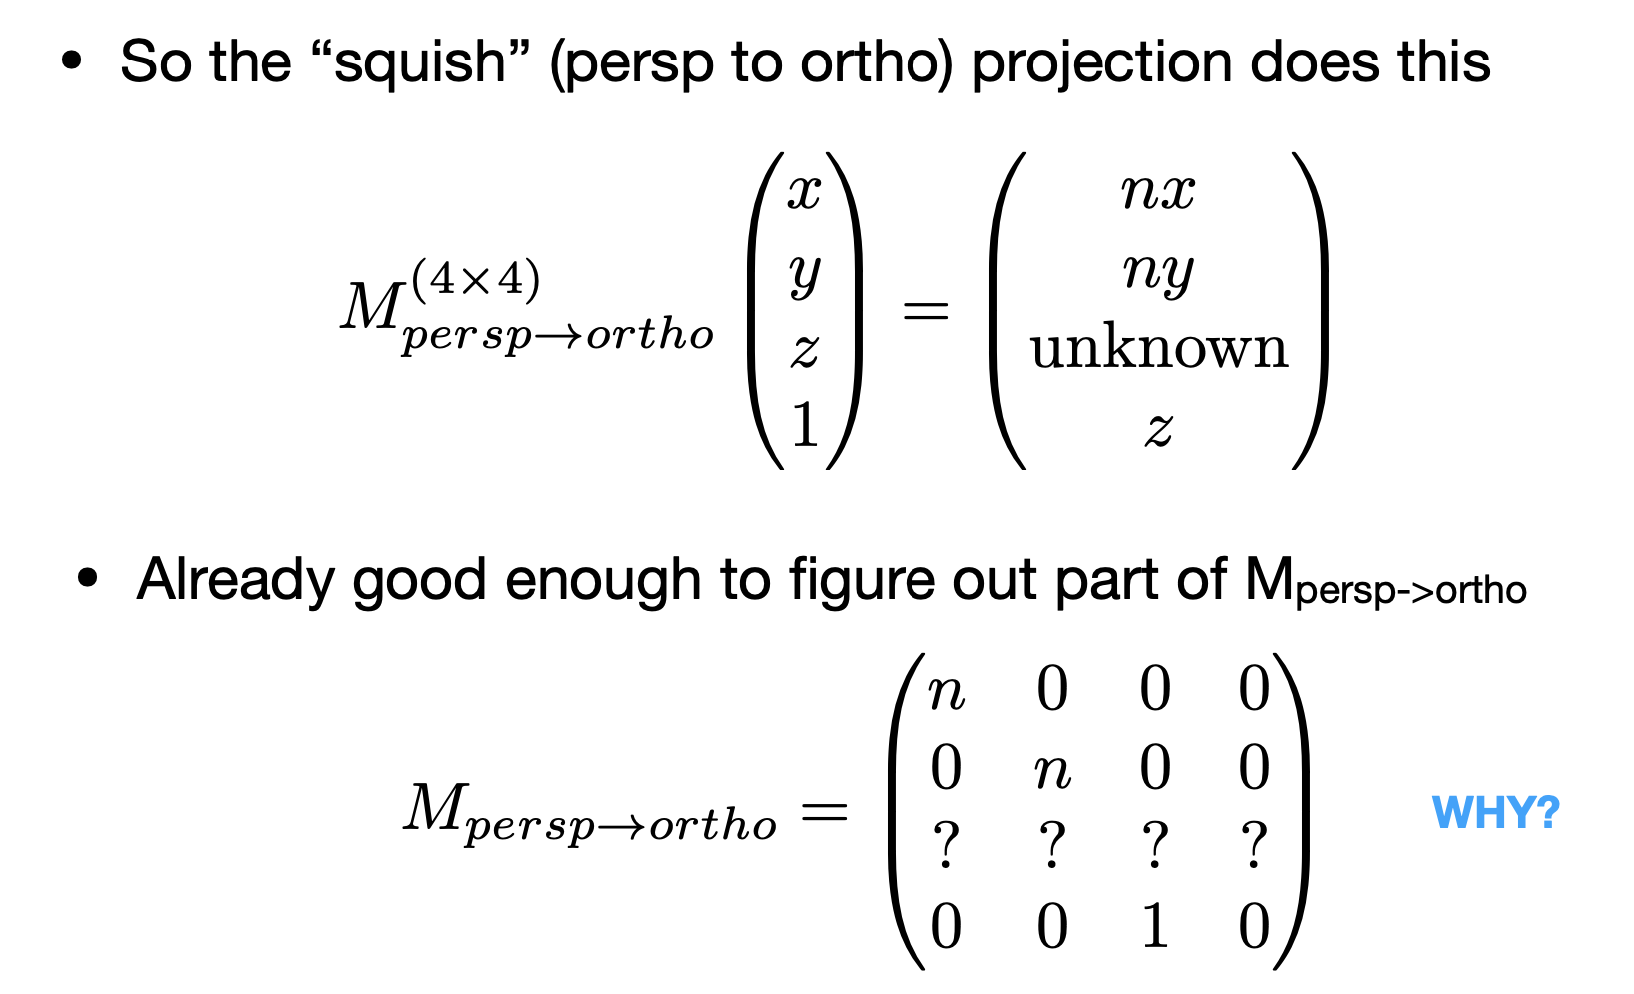 • So the “squish” (persp to ortho) projection does this
$M^{(4\times4)}_{persp\to ortho} \begin{pmatrix} x \\ y \\ z \\ 1 \end{pmatrix} = \begin{pmatrix} nx \\ ny \\ \text{unknown} \\ z \end{pmatrix}$
• Already good enough to figure out part of M<sub>persp->ortho</sub>
$M_{persp\to ortho} = \begin{pmatrix} n & 0 & 0 & 0 \\ 0 & n & 0 & 0 \\ ? & ? & ? & ? \\ 0 & 0 & 1 & 0 \end{pmatrix}$ WHY?